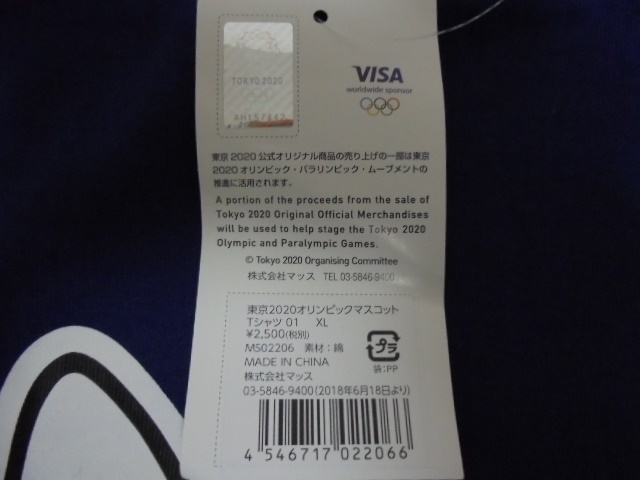 TOKYO 2020
VISA
worldwide sponsor
東京 2020 公式オリジナル商品の売り上げの一部は東京
2020 オリンピック・パラリンピック・ムーブメントの
推進に活用されます。
A portion of the proceeds from the sale of
Tokyo 2020 Original Official Merchandises
will be used to help stage the Tokyo 2020
Olympic and Paralympic Games.
© Tokyo 2020 Organising Committee
株式会社マッス TEL 03-5846-9400
東京2020オリンピックマスコット
Tシャツ 01 XL
¥2,500(税別)
MS02206 素材：綿
MADE IN CHINA
株式会社マッス
03-5846-9400(2018年6月18日より)
プラ
袋:PP
4 546717 022066